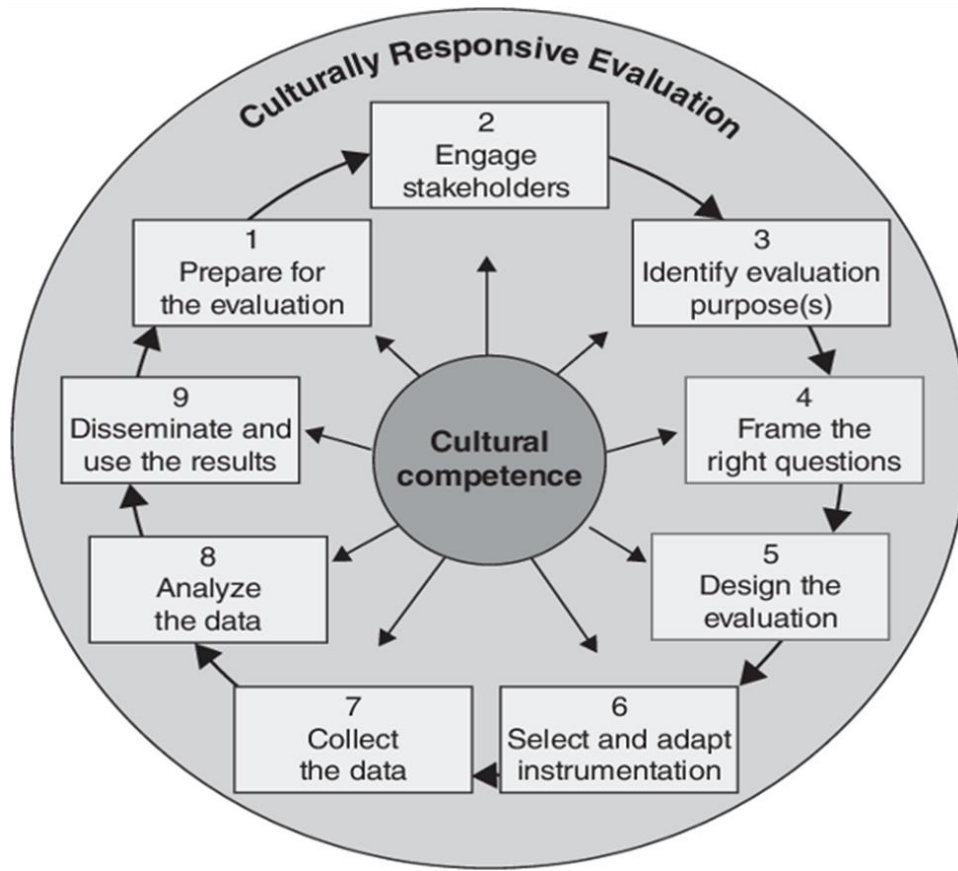 Culturally Responsive Evaluation
1
Prepare for
the evaluation
2
Engage
stakeholders
3
Identify evaluation
purpose(s)
4
Frame the
right questions
5
Design the
evaluation
6
Select and adapt
instrumentation
7
Collect
the data
8
Analyze
the data
9
Disseminate and
use the results
Cultural
competence